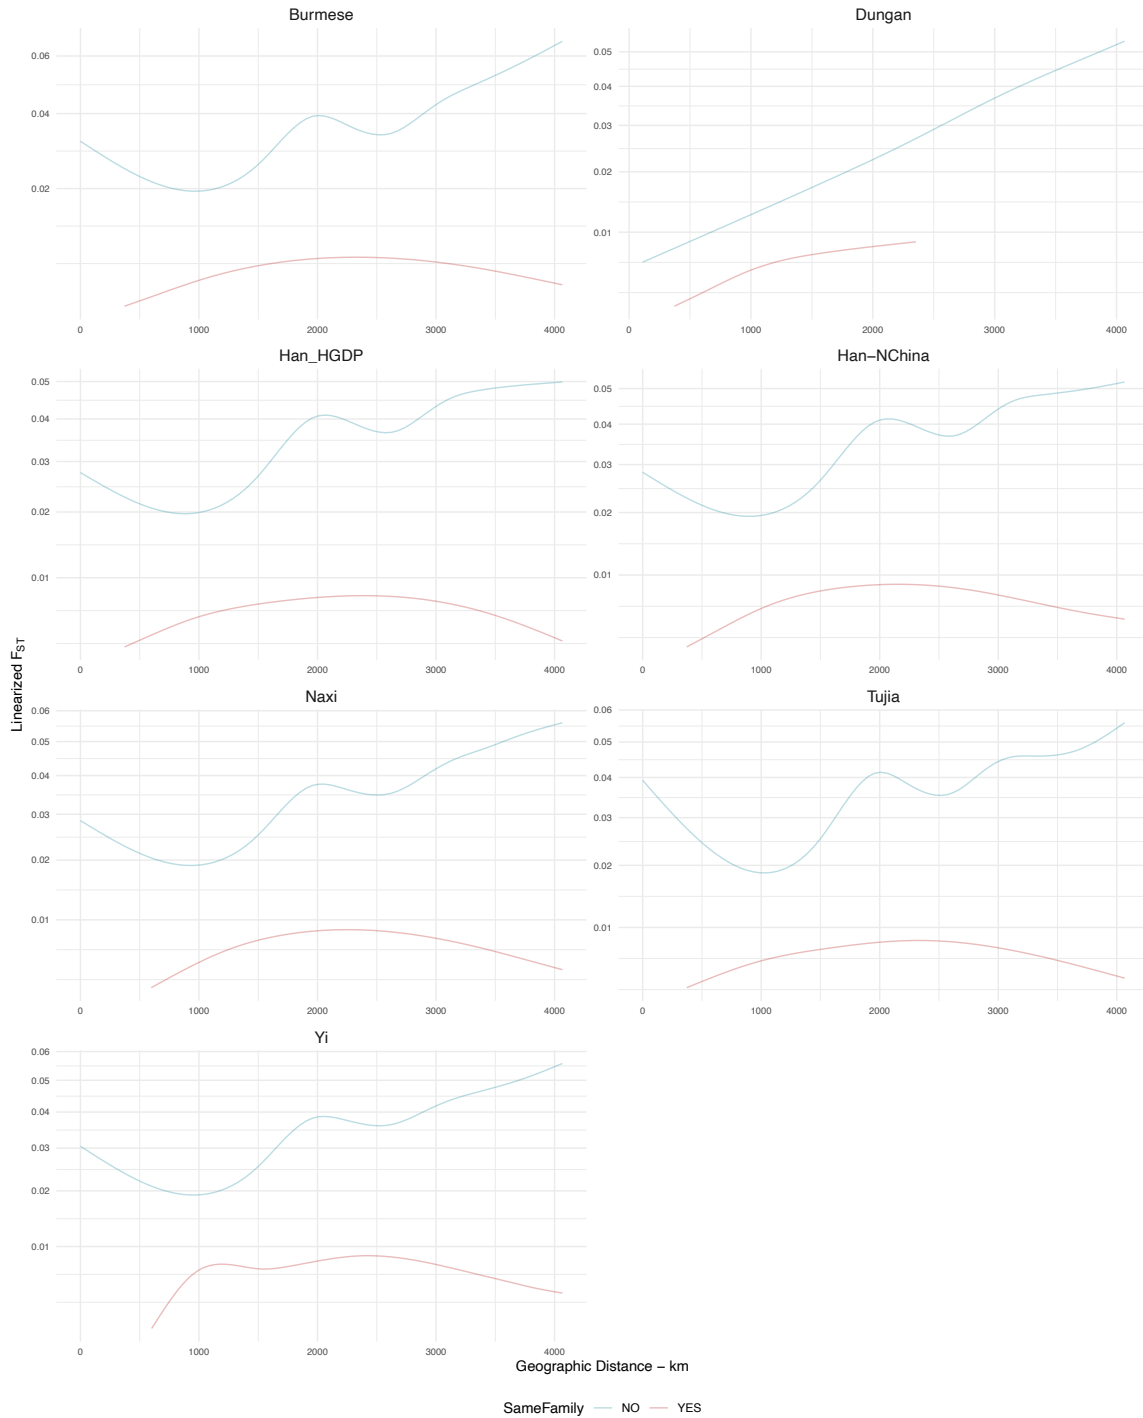 Burmese
0.06
0.04
0.02
0 1000 2000 3000 4000
Dungan
0.05
0.04
0.03
0.02
0.01
0 1000 2000 3000 4000
Han_HGDP
0.05
0.04
0.03
0.02
0.01
0 1000 2000 3000 4000
Han−NChina
0.05
0.04
0.03
0.02
0.01
0 1000 2000 3000 4000
Linearized FST
Naxi
0.06
0.05
0.04
0.03
0.02
0.01
0 1000 2000 3000 4000
Tujia
0.06
0.05
0.04
0.03
0.02
0.01
0 1000 2000 3000 4000
Yi
0.06
0.05
0.04
0.03
0.02
0.01
0 1000 2000 3000 4000
Geographic Distance − km
SameFamily NO YES